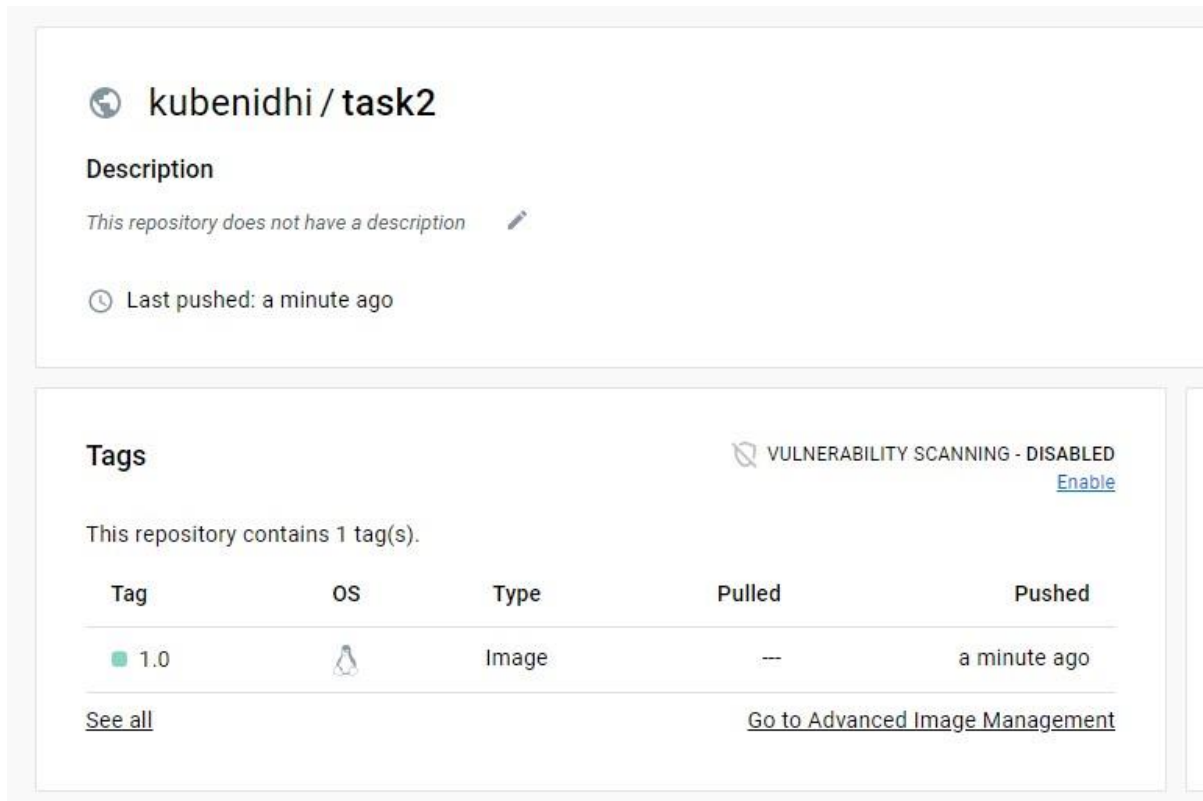 kubenidhi / task2
Description
This repository does not have a description
Last pushed: a minute ago
Tags
VULNERABILITY SCANNING - DISABLED
Enable
This repository contains 1 tag(s).
Tag OS Type Pulled Pushed
1.0 Image --- a minute ago
See all Go to Advanced Image Management